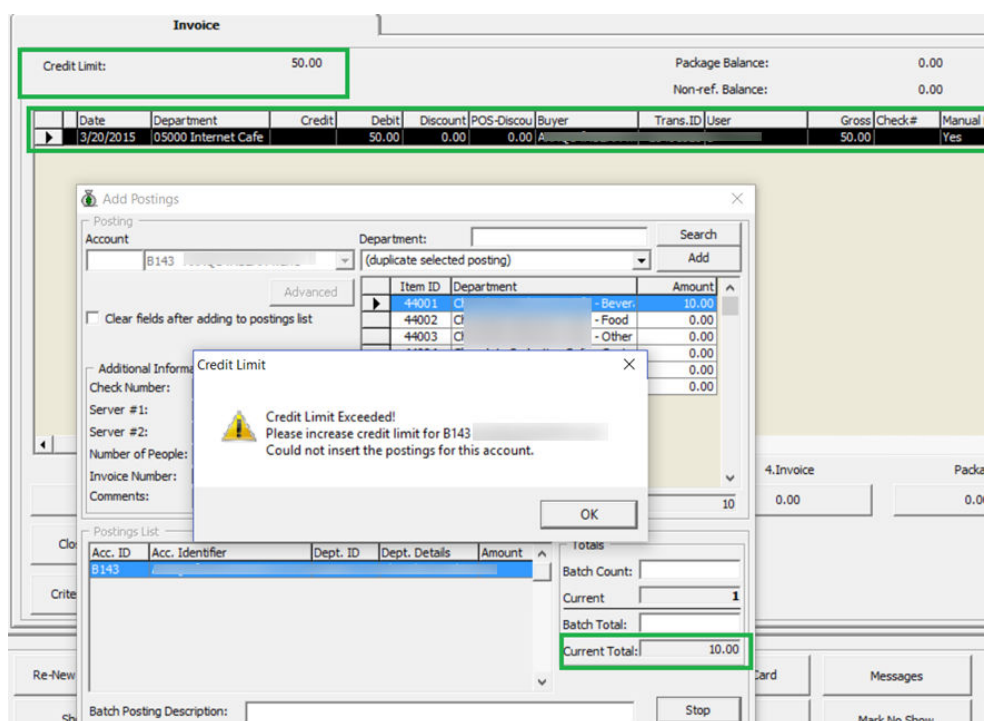 Invoice
Credit Limit: 50.00 Package Balance: 0.00
Non-ref. Balance: 0.00
Date Department Credit Debit Discount POS-Discou Buyer Trans.ID User Gross Check# Manual
3/20/2015 05000 Internet Cafe 50.00 0.00 0.00 50.00 Yes
Add Postings
Posting
Account Department: Search
B143 (duplicate selected posting) Add
Advanced Item ID Department Amount
44001 - Bever 10.00
Clear fields after adding to postings list 44002 - Food 0.00
44003 - Other 0.00
0.00
Additional Informa 0.00
Check Number: 0.00
Server #1:
Server #2:
Number of People:
Invoice Number:
Comments: 10
Credit Limit
Credit Limit Exceeded!
Please increase credit limit for B143
Could not insert the postings for this account.
OK
4.Invoice Packa
0.00 0.0
Postings List Totals
Clo
Acc. ID Acc. Identifier Dept. ID Dept. Details Amount
B143 Batch Count:
Crite Current 1
Batch Total:
Current Total: 10.00
Re-New Card Messages
Batch Posting Description: Stop
Sh Mark No Show